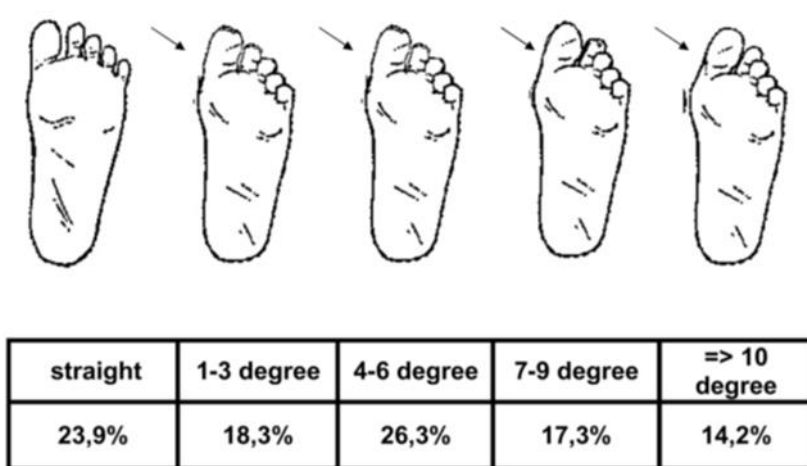 straight 1-3 degree 4-6 degree 7-9 degree => 10
degree
23,9% 18,3% 26,3% 17,3% 14,2%